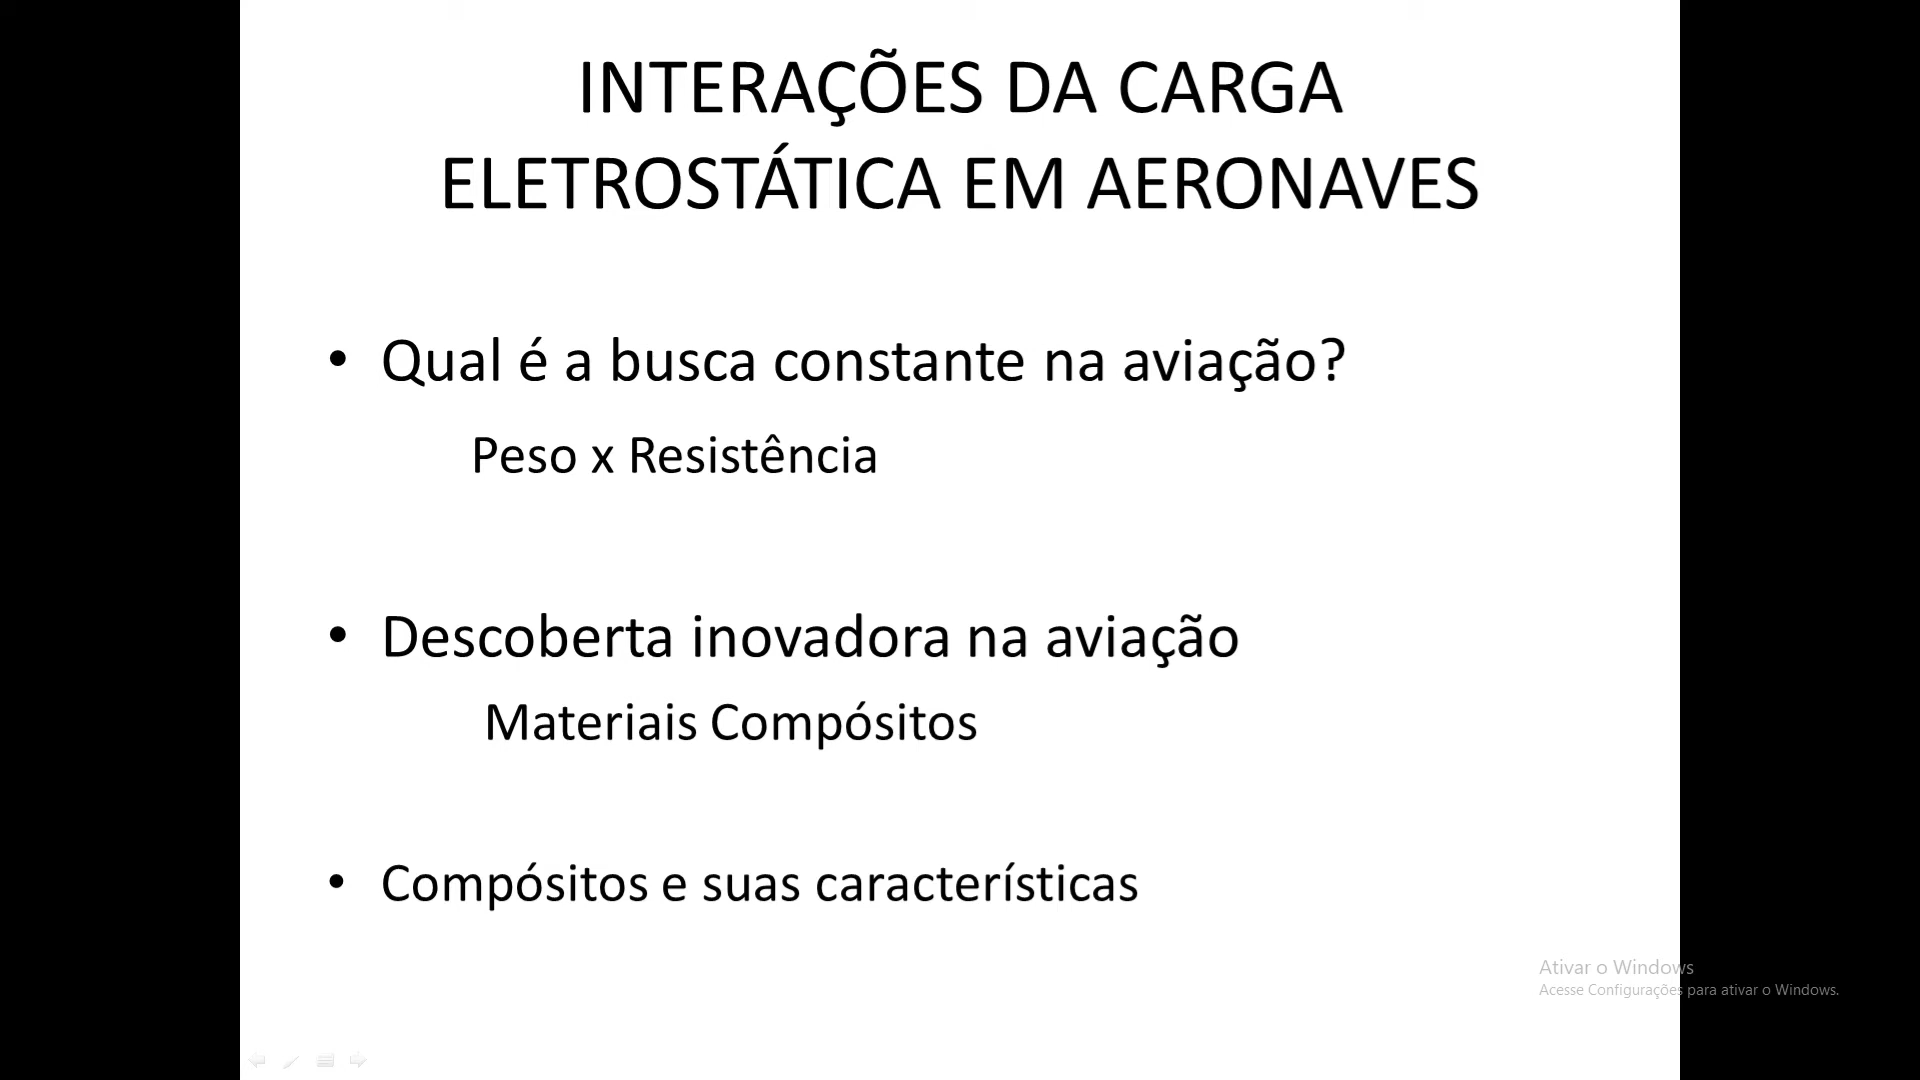 INTERAÇÕES DA CARGA
ELETROSTÁTICA EM AERONAVES
• Qual é a busca constante na aviação?
Peso x Resistência
• Descoberta inovadora na aviação
Materiais Compósitos
• Compósitos e suas características
Ativar o Windows
Acesse Configurações para ativar o Windows.